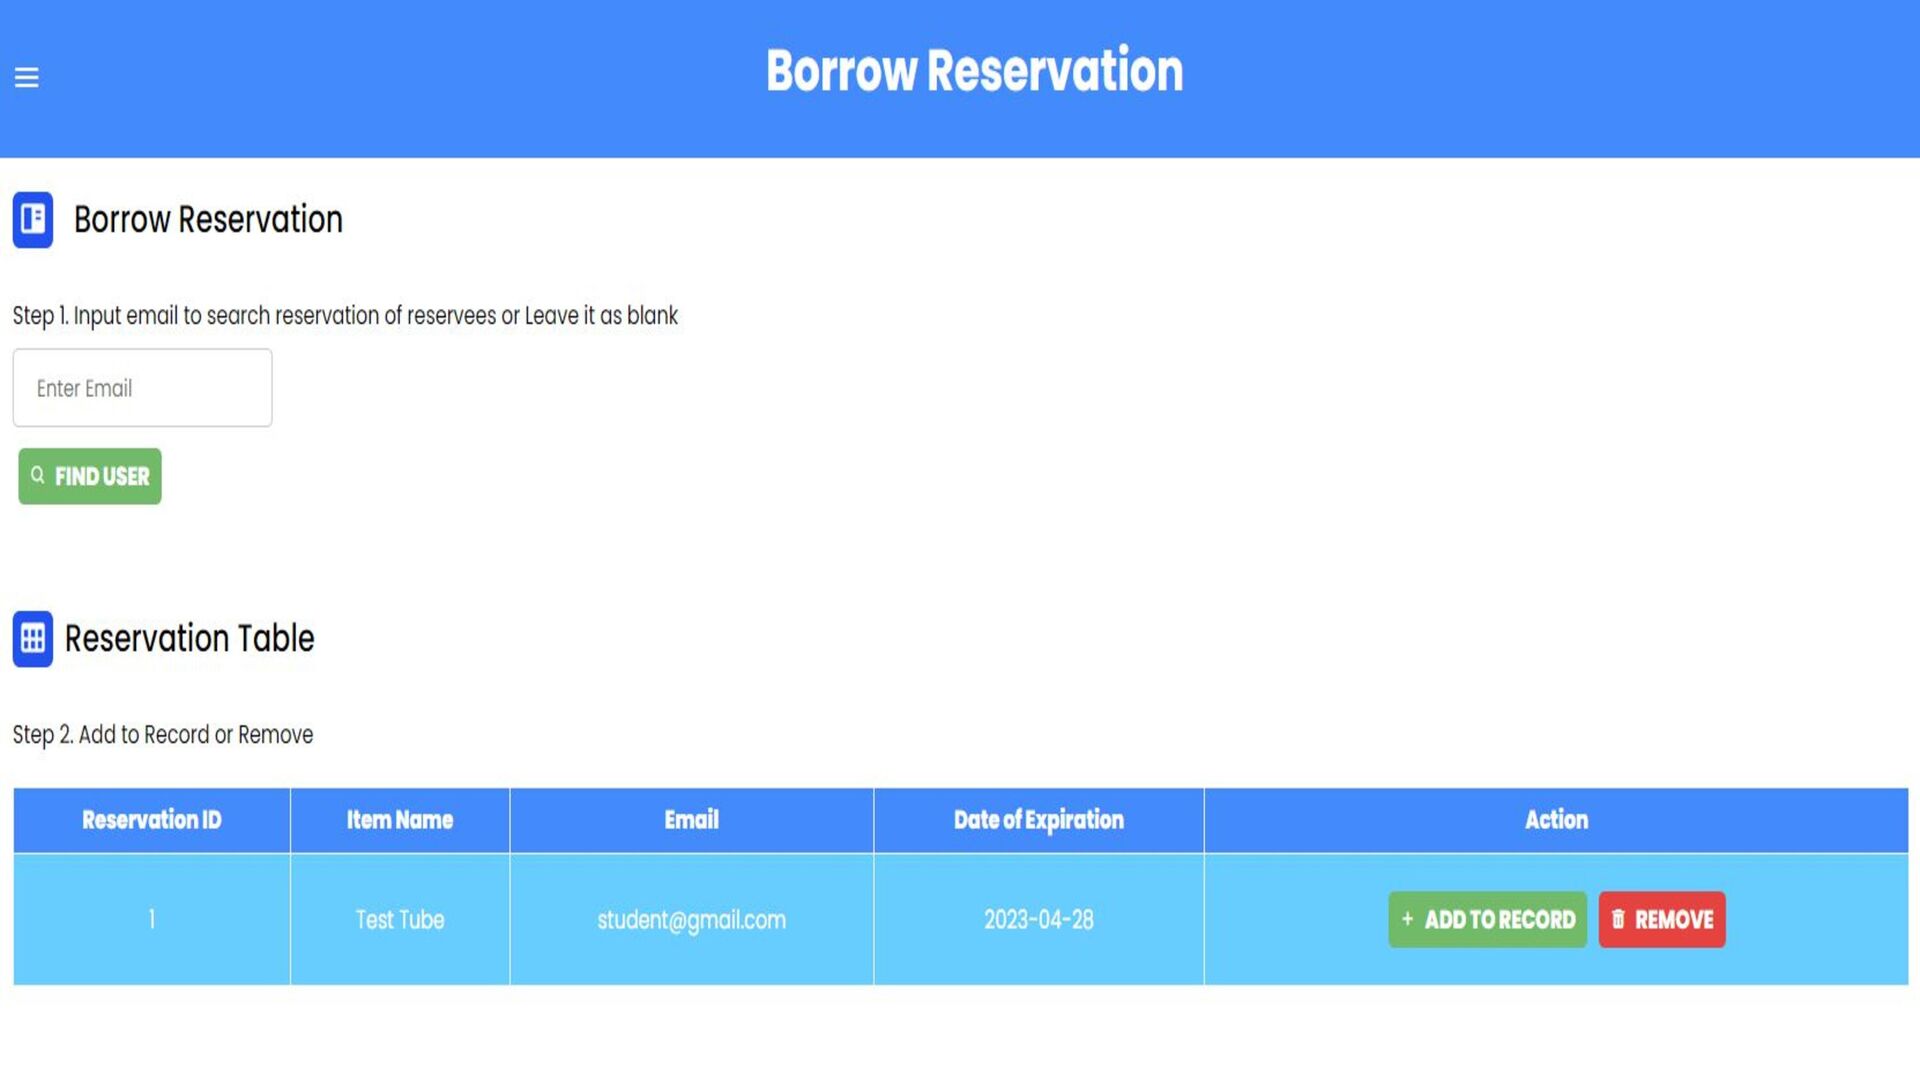 Borrow Reservation
Borrow Reservation
Step 1. Input email to search reservation of reservees or Leave it as blank
Enter Email
FIND USER
Reservation Table
Step 2. Add to Record or Remove
Reservation ID Item Name Email Date of Expiration Action
1 Test Tube student@gmail.com 2023-04-28 + ADD TO RECORD REMOVE